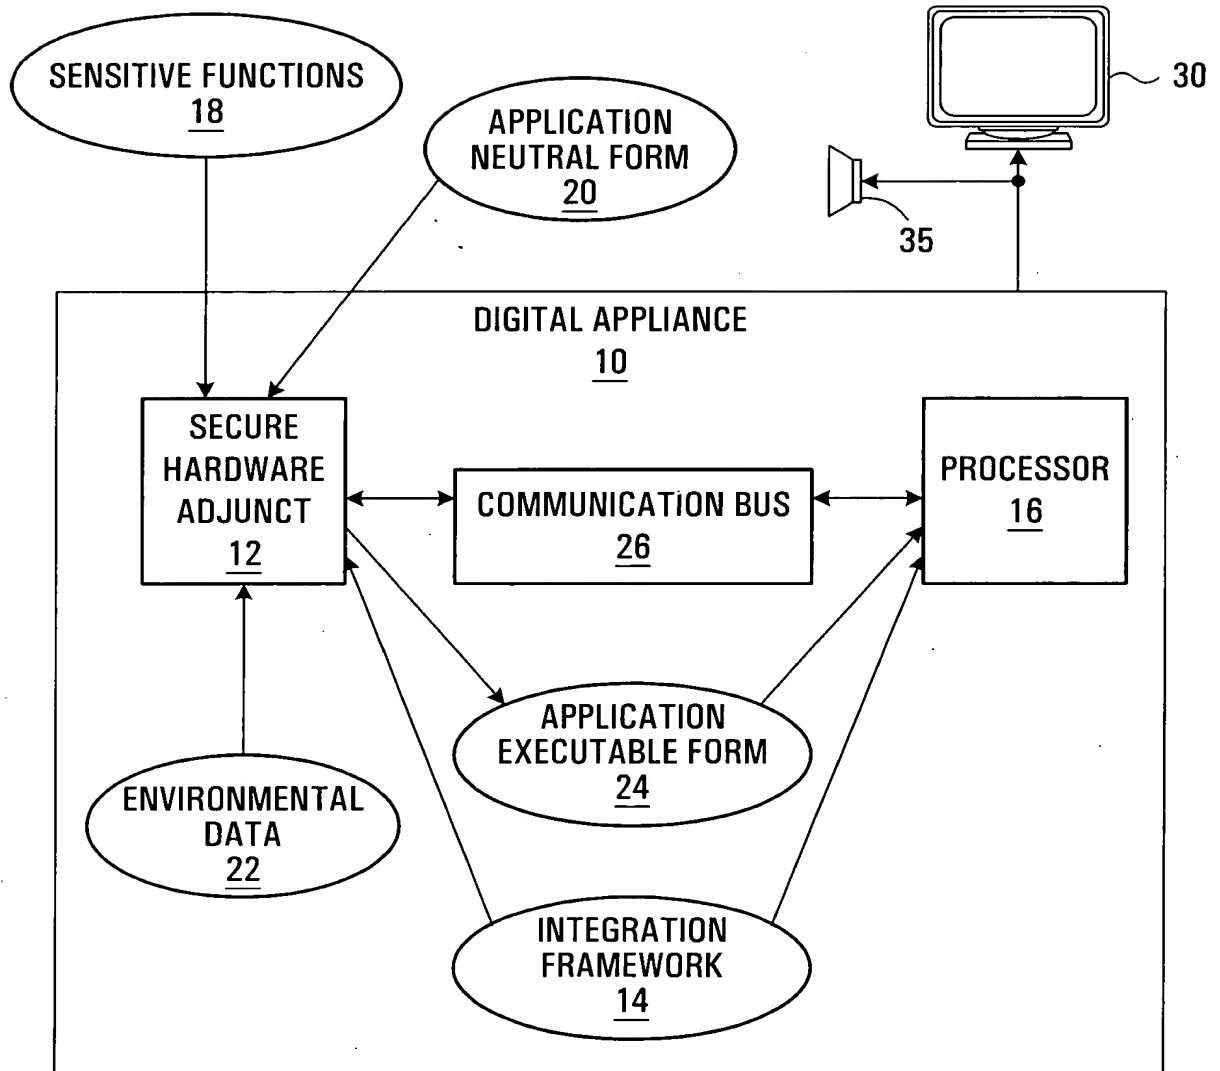 SENSITIVE FUNCTIONS
18
APPLICATION
NEUTRAL FORM
20
30
35
DIGITAL APPLIANCE
10
SECURE
HARDWARE
ADJUNCT
12
COMMUNICATION BUS
26
PROCESSOR
16
APPLICATION
EXECUTABLE FORM
24
ENVIRONMENTAL
DATA
22
INTEGRATION
FRAMEWORK
14